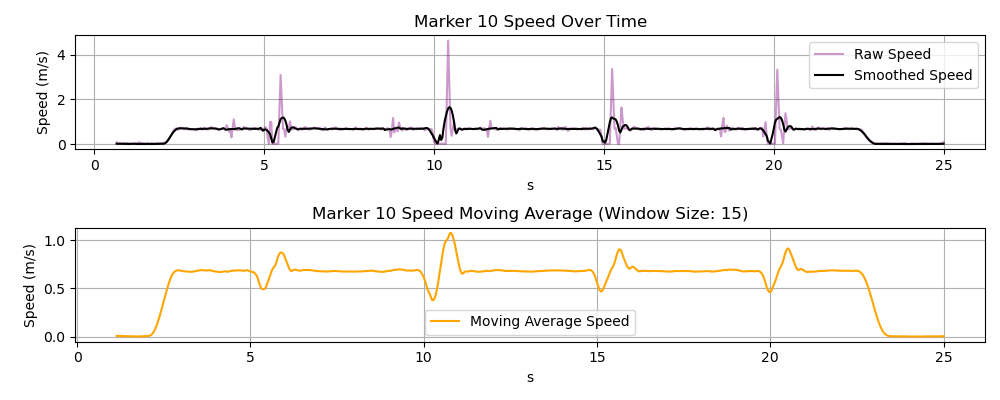 Marker 10 Speed Over Time
Speed (m/s)
4
2
0
Raw Speed
Smoothed Speed
0 5 10 15 20 25
s
Marker 10 Speed Moving Average (Window Size: 15)
Speed (m/s)
1.0
0.5
0.0
Moving Average Speed
0 5 10 15 20 25
s